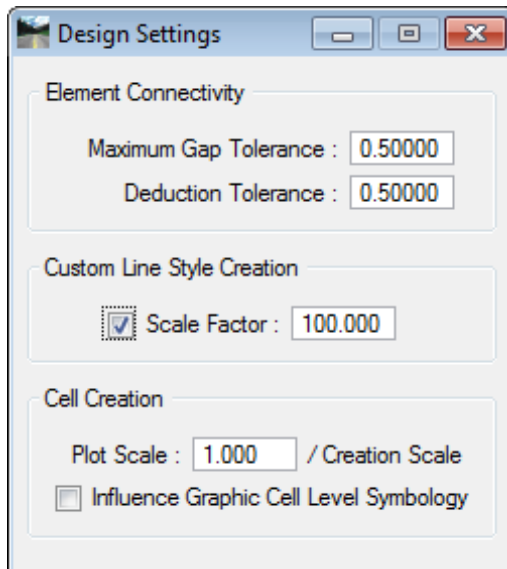 Design Settings
Element Connectivity
Maximum Gap Tolerance : 0.50000
Deduction Tolerance : 0.50000
Custom Line Style Creation
Scale Factor : 100.000
Cell Creation
Plot Scale : 1.000 / Creation Scale
Influence Graphic Cell Level Symbology